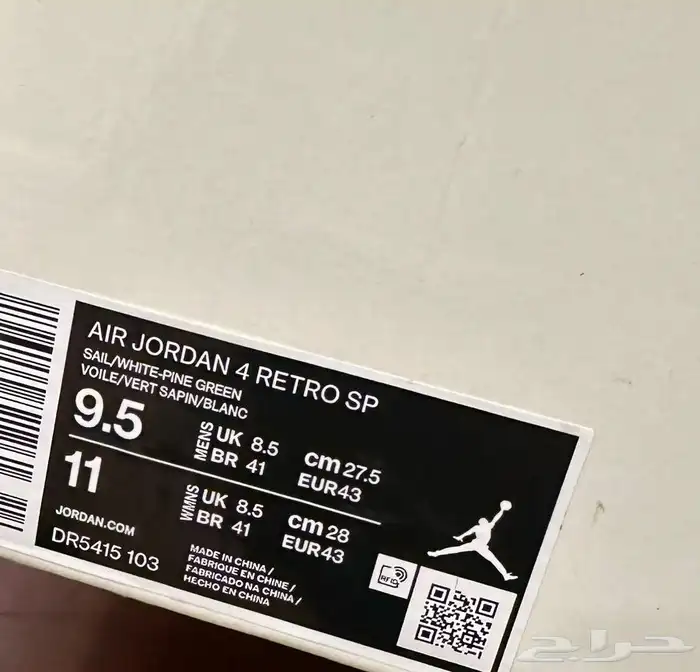 AIR JORDAN 4 RETRO SP
SAIL/WHITE-PINE GREEN
VOILE/VERT SAPIN/BLANC
9.5
MENS
UK 8.5
BR 41
cm 27.5
EUR43
11
WMNS
UK 8.5
BR 41
cm 28
EUR43
JORDAN.COM
DR5415 103
MADE IN CHINA /
FABRIQUE EN CHINE /
FABRICADO NA CHINA /
HECHO EN CHINA
RFID
حراج